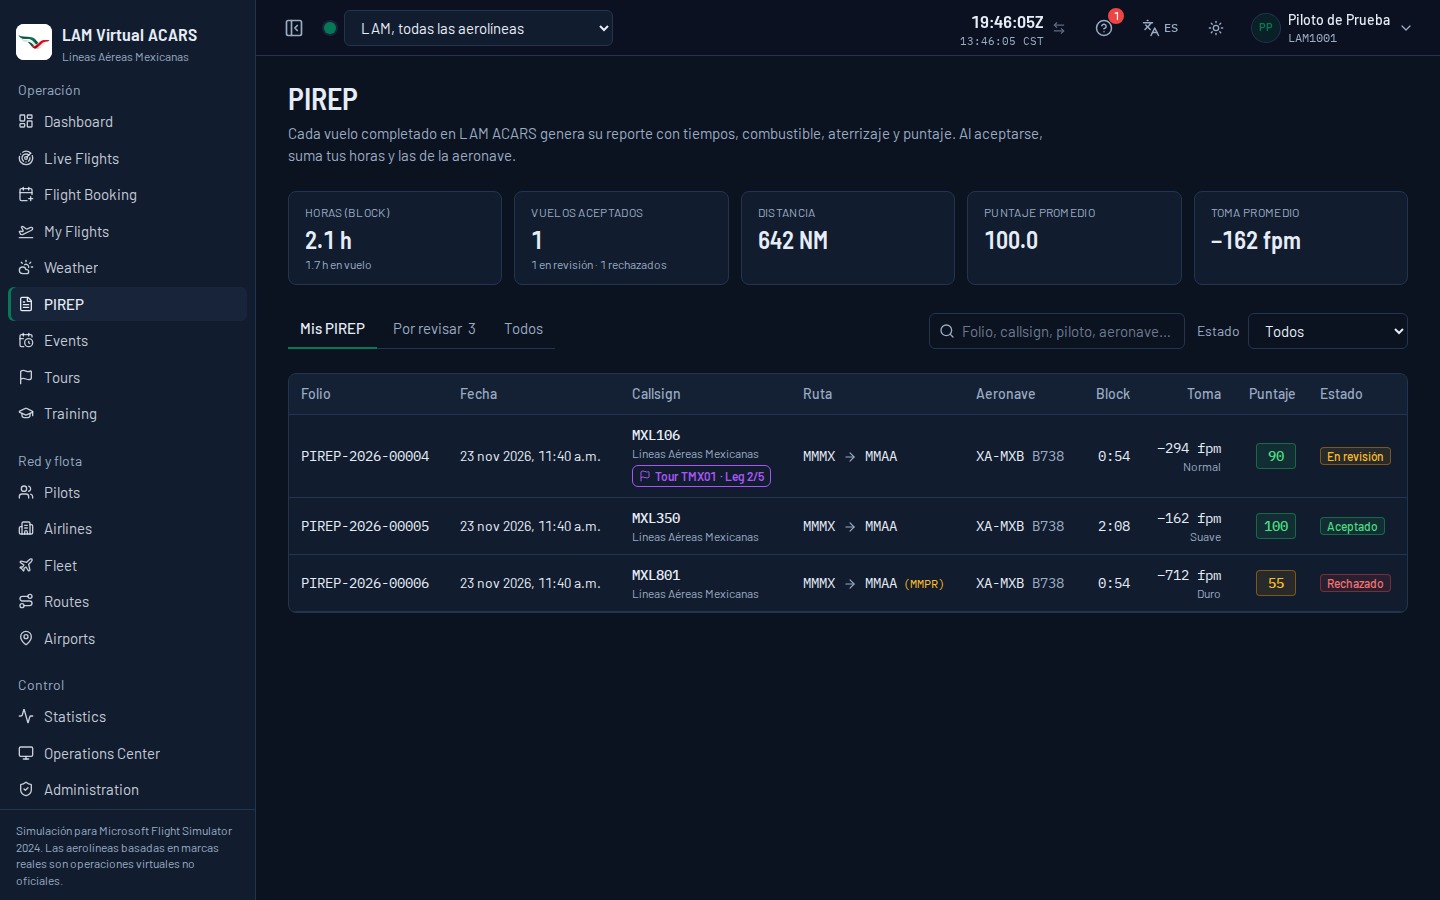 LAM Virtual ACARS
Líneas Aéreas Mexicanas
Operación
Dashboard
Live Flights
Flight Booking
My Flights
Weather
PIREP
Events
Tours
Training
Red y flota
Pilots
Airlines
Fleet
Routes
Airports
Control
Statistics
Operations Center
Administration
Simulación para Microsoft Flight Simulator
2024. Las aerolíneas basadas en marcas
reales son operaciones virtuales no
oficiales.
LAM, todas las aerolíneas
19:46:05Z
13:46:05 CST
1
ES
PP
Piloto de Prueba
LAM1001
PIREP
Cada vuelo completado en LAM ACARS genera su reporte con tiempos, combustible, aterrizaje y puntaje. Al aceptarse,
suma tus horas y las de la aeronave.
HORAS (BLOCK)
2.1 h
1.7 h en vuelo
VUELOS ACEPTADOS
1
1 en revisión · 1 rechazados
DISTANCIA
642 NM
PUNTAJE PROMEDIO
100.0
TOMA PROMEDIO
−162 fpm
Mis PIREP Por revisar 3 Todos
Folio, callsign, piloto, aeronave...
Estado Todos
Folio Fecha Callsign Ruta Aeronave Block Toma Puntaje Estado
PIREP-2026-00004 23 nov 2026, 11:40 a.m. MXL106 MMMX → MMAA XA-MXB B738 0:54 −294 fpm 90 En revisión
Líneas Aéreas Mexicanas Normal
Tour TMX01 · Leg 2/5
PIREP-2026-00005 23 nov 2026, 11:40 a.m. MXL350 MMMX → MMAA XA-MXB B738 2:08 −162 fpm 100 Aceptado
Líneas Aéreas Mexicanas Suave
PIREP-2026-00006 23 nov 2026, 11:40 a.m. MXL801 MMMX → MMAA (MMPR) XA-MXB B738 0:54 −712 fpm 55 Rechazado
Líneas Aéreas Mexicanas Duro